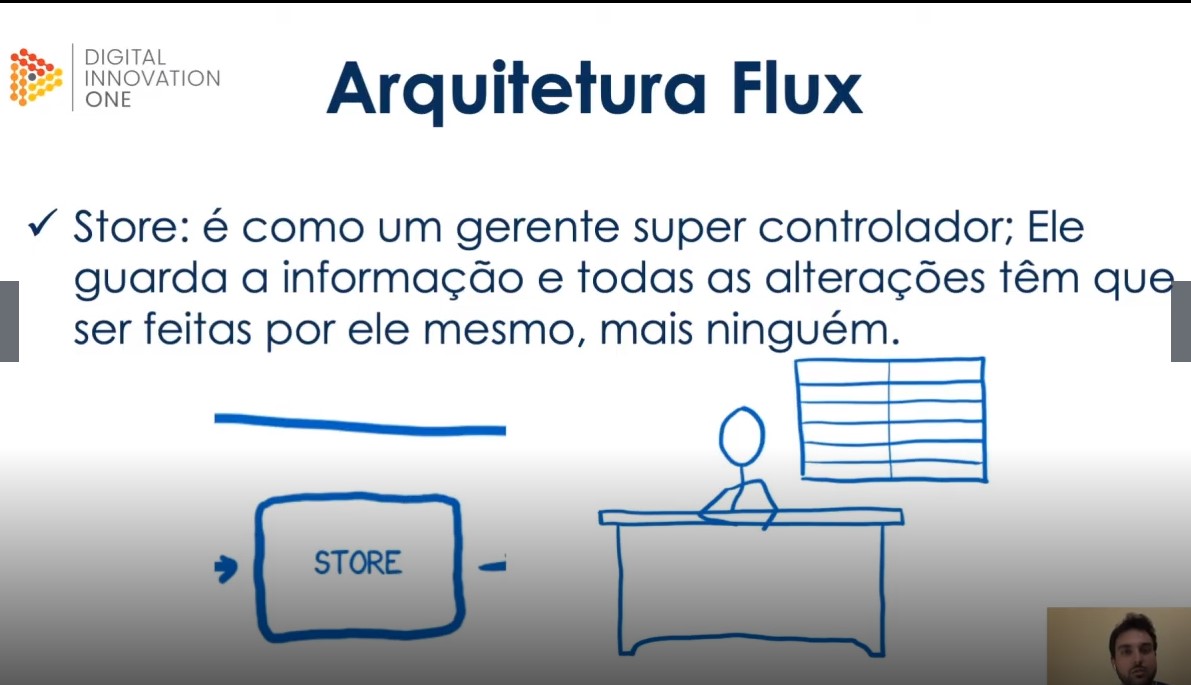 DIGITAL
INNOVATION
ONE
Arquitetura Flux
✓ Store: é como um gerente super controlador; Ele
guarda a informação e todas as alterações têm que
ser feitas por ele mesmo, mais ninguém.
STORE